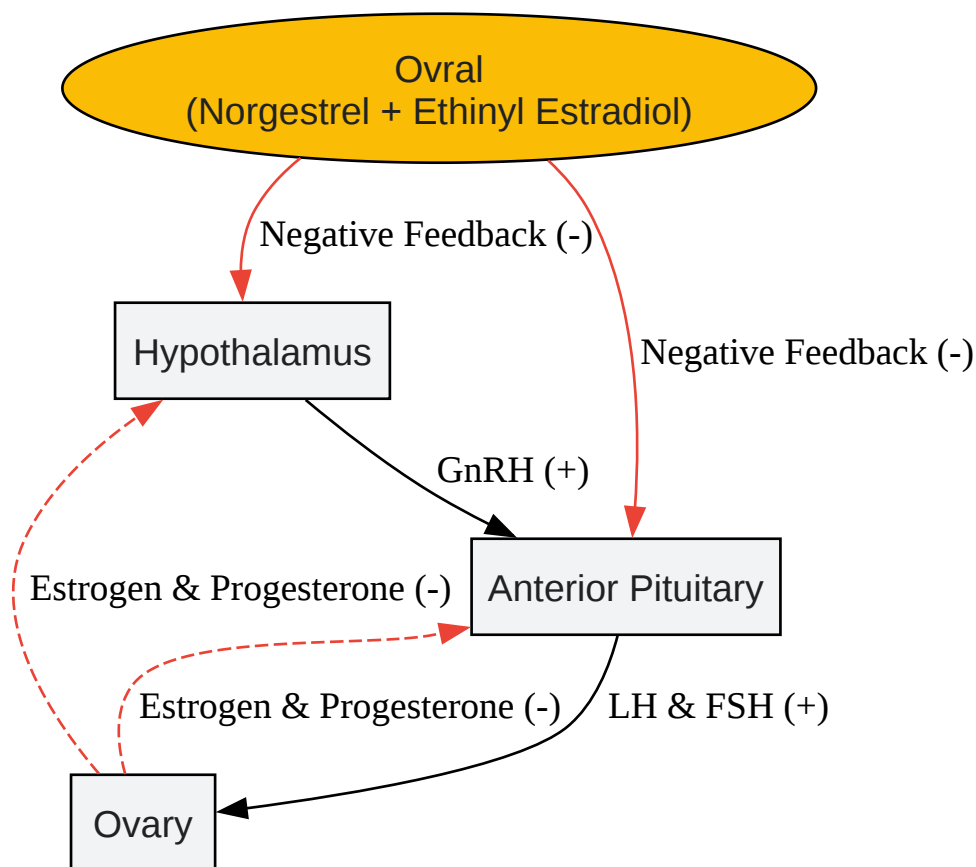 Ovral
(Norgestrel + Ethinyl Estradiol)
Negative Feedback (-)
Hypothalamus
Negative Feedback (-)
GnRH (+)
Estrogen & Progesterone (-)
Anterior Pituitary
Estrogen & Progesterone (-)
LH & FSH (+)
Ovary